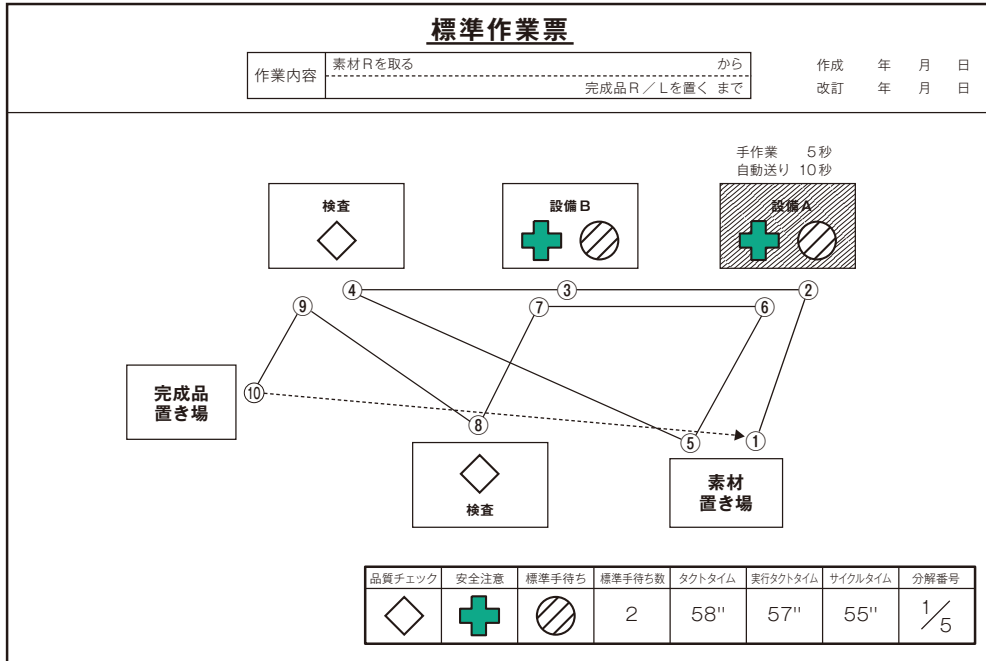 標準作業票
作業内容
素材Rを取る から
完成品R／Lを置く まで
作成 年 月 日
改訂 年 月 日
手作業 5秒
自動送り 10秒
検査
設備B
設備A
④
③
②
⑨
⑦
⑥
完成品
置き場
⑩
⑧
⑤
①
検査
素材
置き場
品質チェック 安全注意 標準手待ち 標準手待ち数 タクトタイム 実行タクトタイム サイクルタイム 分解番号
2 58" 57" 55" 1/5